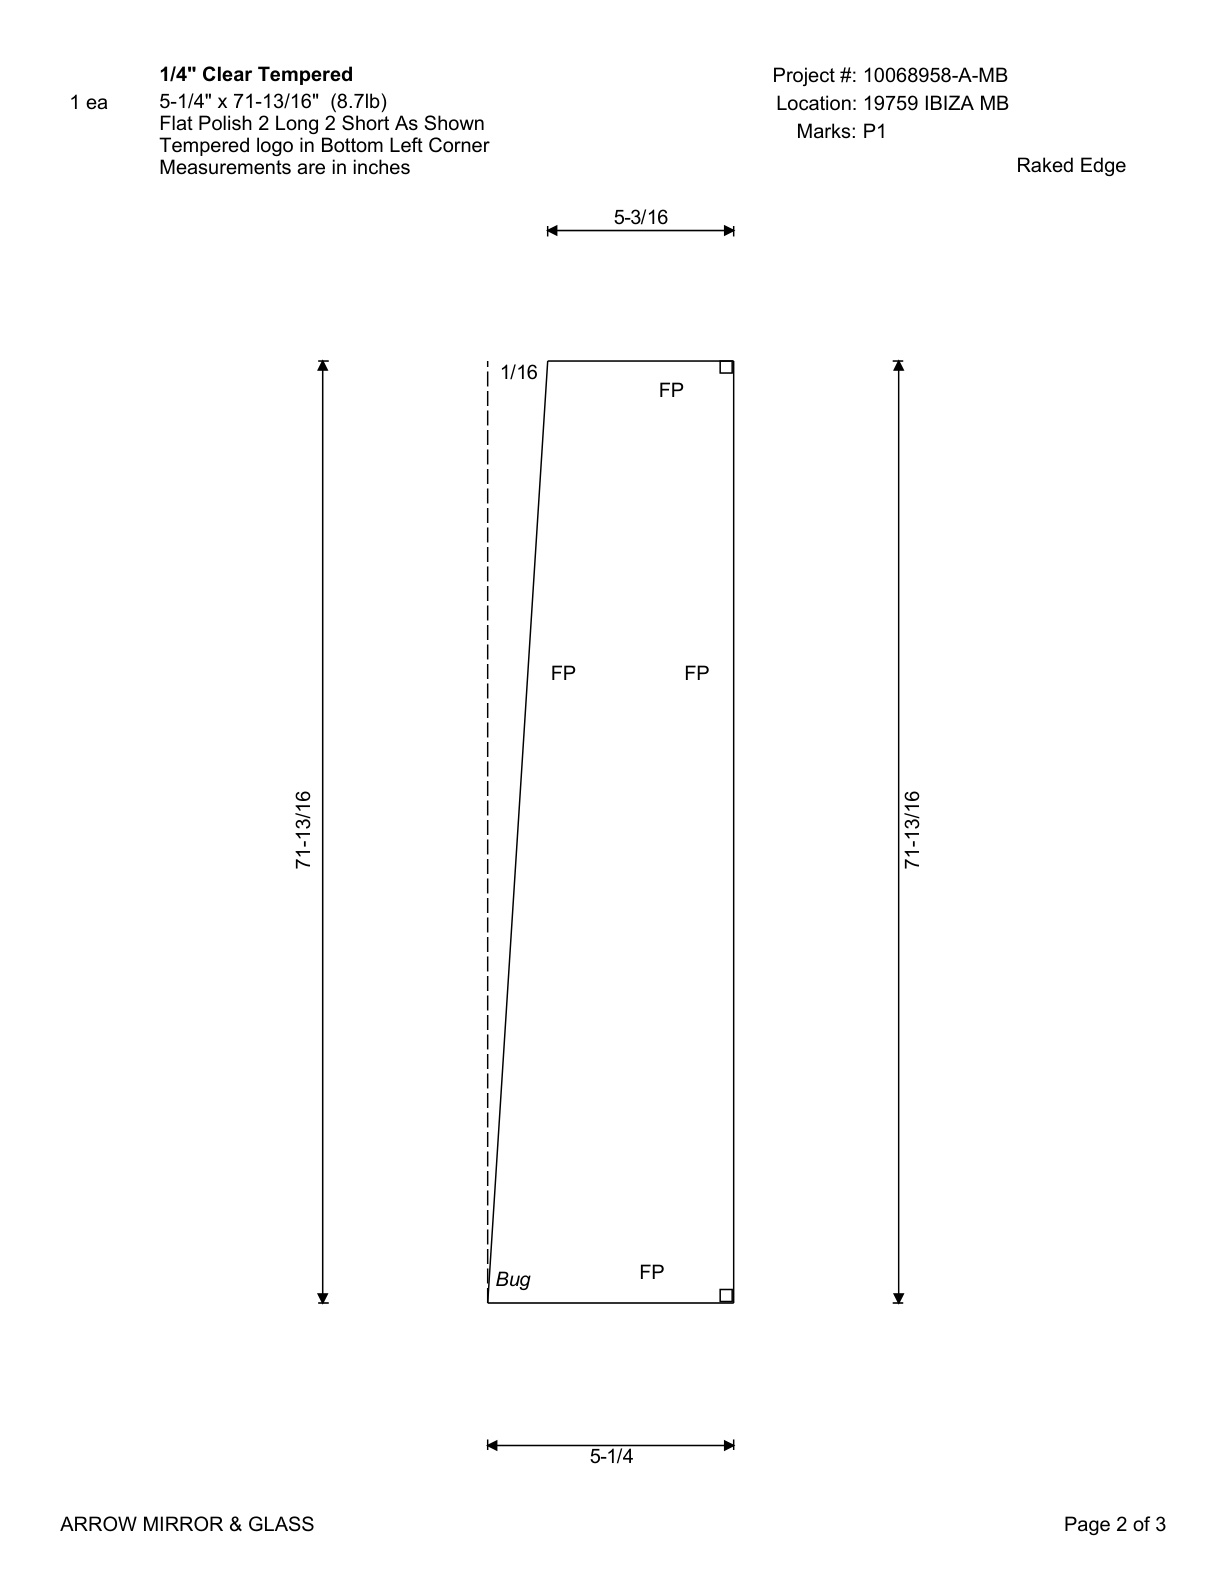 1/4" Clear Tempered
1 ea
5-1/4" x 71-13/16" (8.7lb)
Flat Polish 2 Long 2 Short As Shown
Tempered logo in Bottom Left Corner
Measurements are in inches
Project #: 10068958-A-MB
Location: 19759 IBIZA MB
Marks: P1
Raked Edge
5-3/16
1/16
FP
FP
FP
71-13/16
71-13/16
FP
Bug
5-1/4
ARROW MIRROR & GLASS
Page 2 of 3